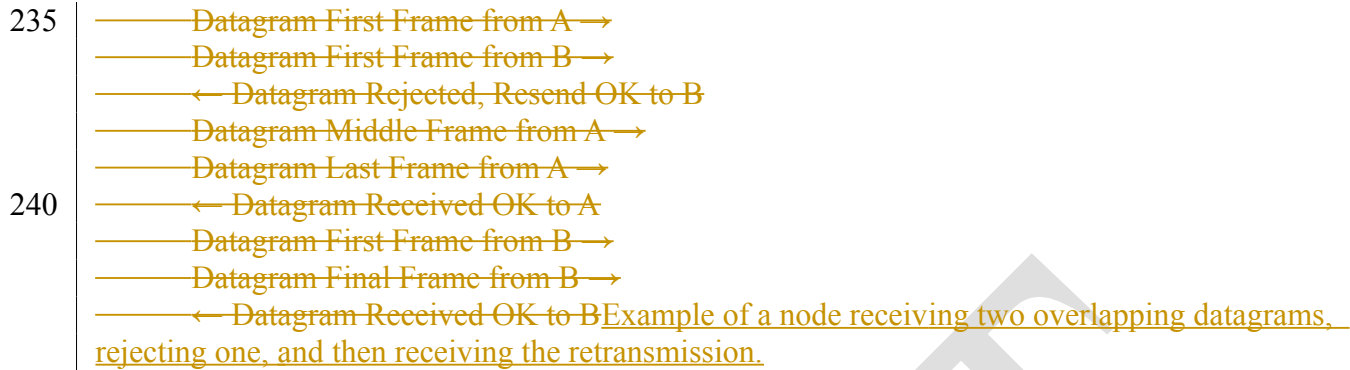 235 Datagram First Frame from A →
Datagram First Frame from B →
← Datagram Rejected, Resend OK to B
Datagram Middle Frame from A →
Datagram Last Frame from A →
240 ← Datagram Received OK to A
Datagram First Frame from B →
Datagram Final Frame from B →
← Datagram Received OK to BExample of a node receiving two overlapping datagrams,
rejecting one, and then receiving the retransmission.